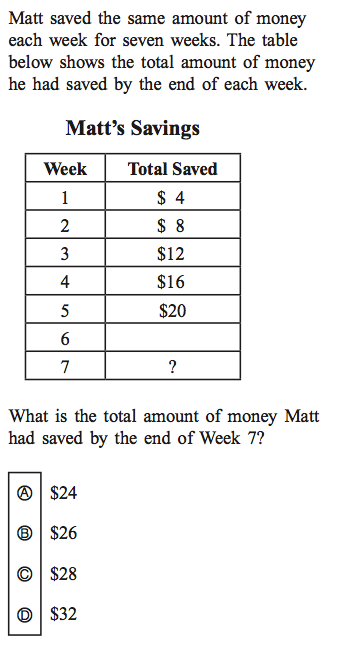 Matt saved the same amount of money
each week for seven weeks. The table
below shows the total amount of money
he had saved by the end of each week.
Matt's Savings
Week Total Saved
1 $ 4
2 $ 8
3 $12
4 $16
5 $20
6
7 ?
What is the total amount of money Matt
had saved by the end of Week 7?
Ⓐ $24
Ⓑ $26
Ⓒ $28
Ⓓ $32